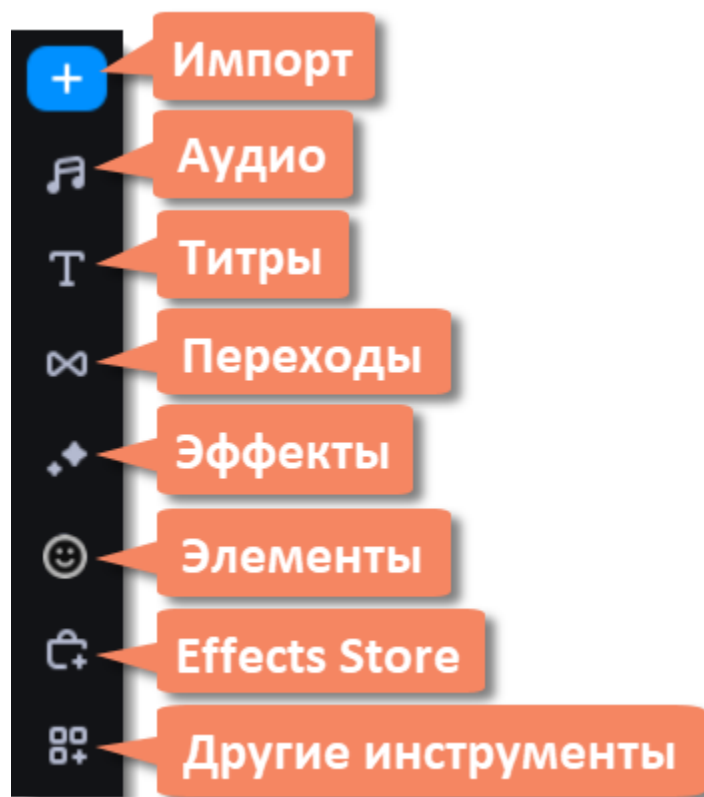 Импорт
Аудио
Титры
Переходы
Эффекты
Элементы
Effects Store
Другие инструменты